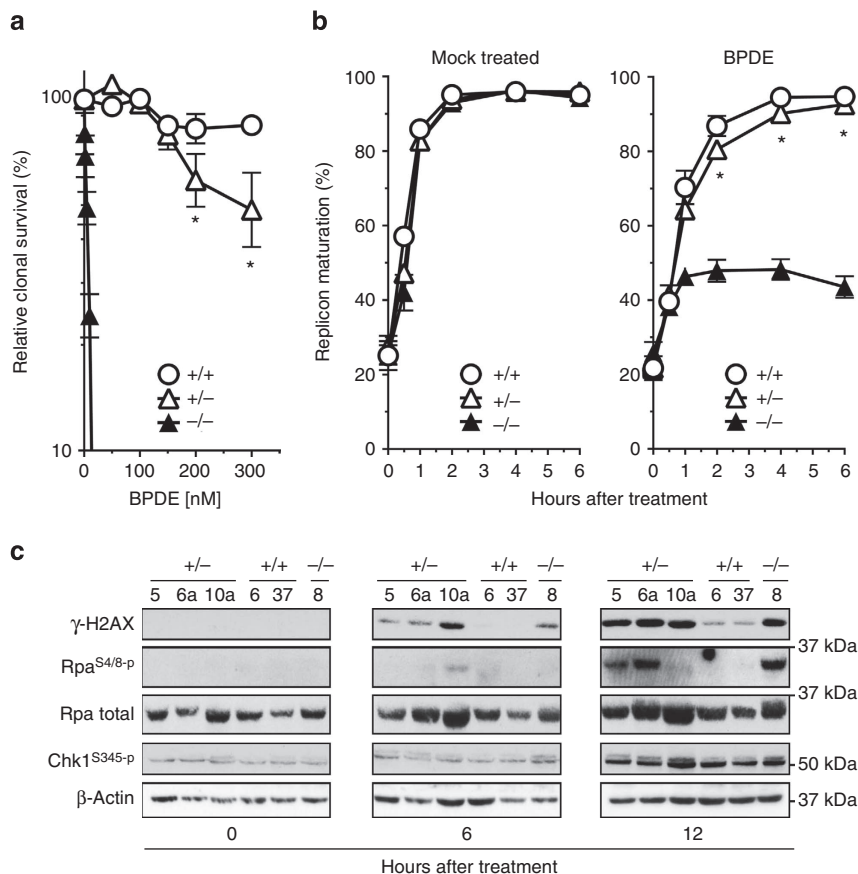 a
Relative clonal survival (%)
100
10
0 100 200 300
BPDE [nM]
+/+
+/−
−/−
*
*
b
Mock treated
BPDE
Replicon maturation (%)
100
80
60
40
20
0
0 1 2 3 4 5 6
+/+
+/−
−/−
100
80
60
40
20
0
0 1 2 3 4 5 6
+/+
+/−
−/−
*
*
*
Hours after treatment
c
+/− +/+ −/− +/− +/+ −/− +/− +/+ −/−
5 6a 10a 6 37 8 5 6a 10a 6 37 8 5 6a 10a 6 37 8
γ-H2AX
37 kDa
Rpa^S4/8-p
37 kDa
Rpa total
Chk1^S345-p
50 kDa
β-Actin
37 kDa
0 6 12
Hours after treatment